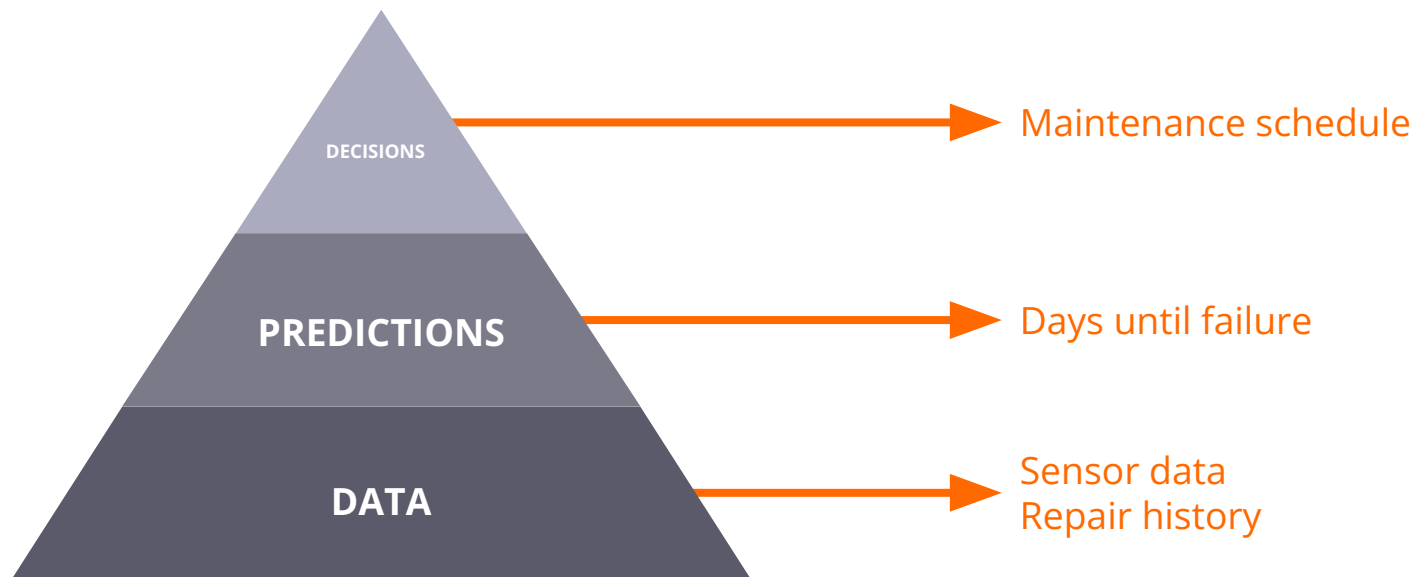 DECISIONS
Maintenance schedule
PREDICTIONS
Days until failure
DATA
Sensor data
Repair history